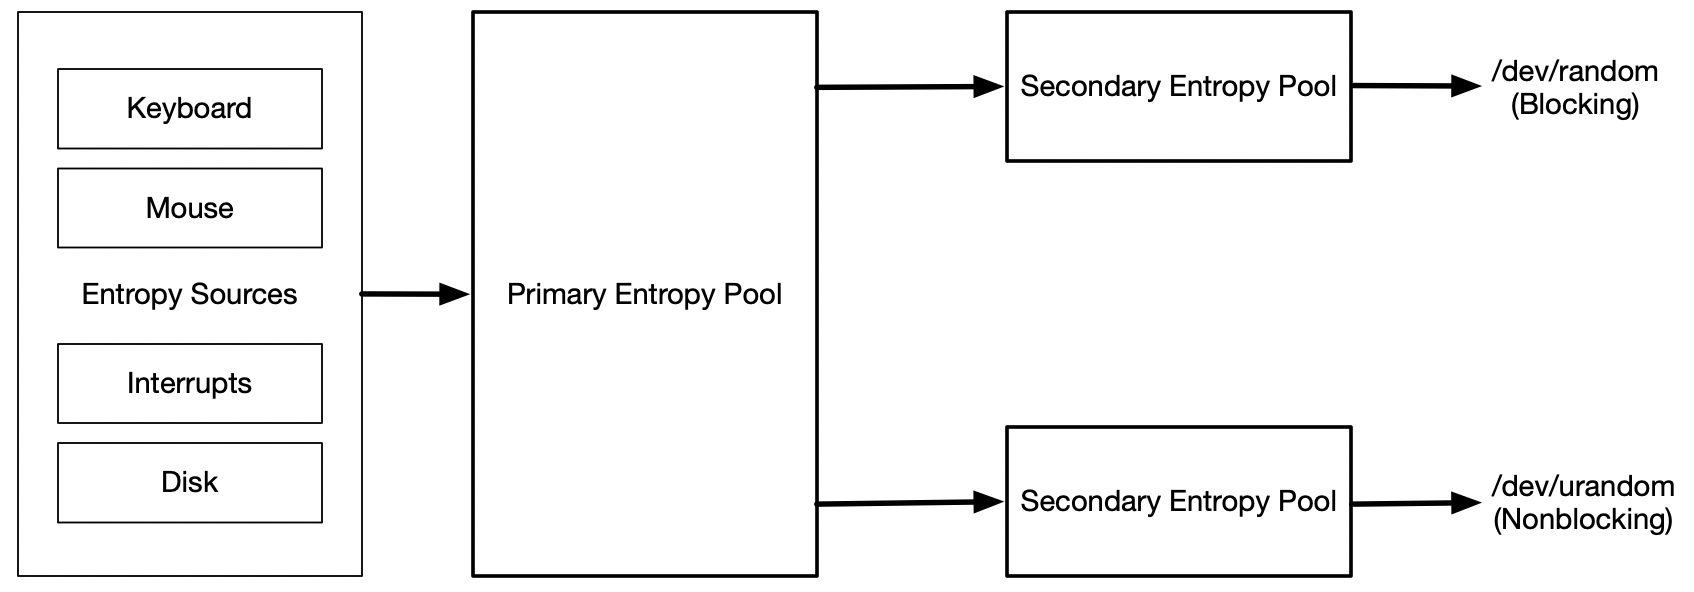 Keyboard
Mouse
Entropy Sources
Interrupts
Disk
Primary Entropy Pool
Secondary Entropy Pool
/dev/random
(Blocking)
Secondary Entropy Pool
/dev/urandom
(Nonblocking)